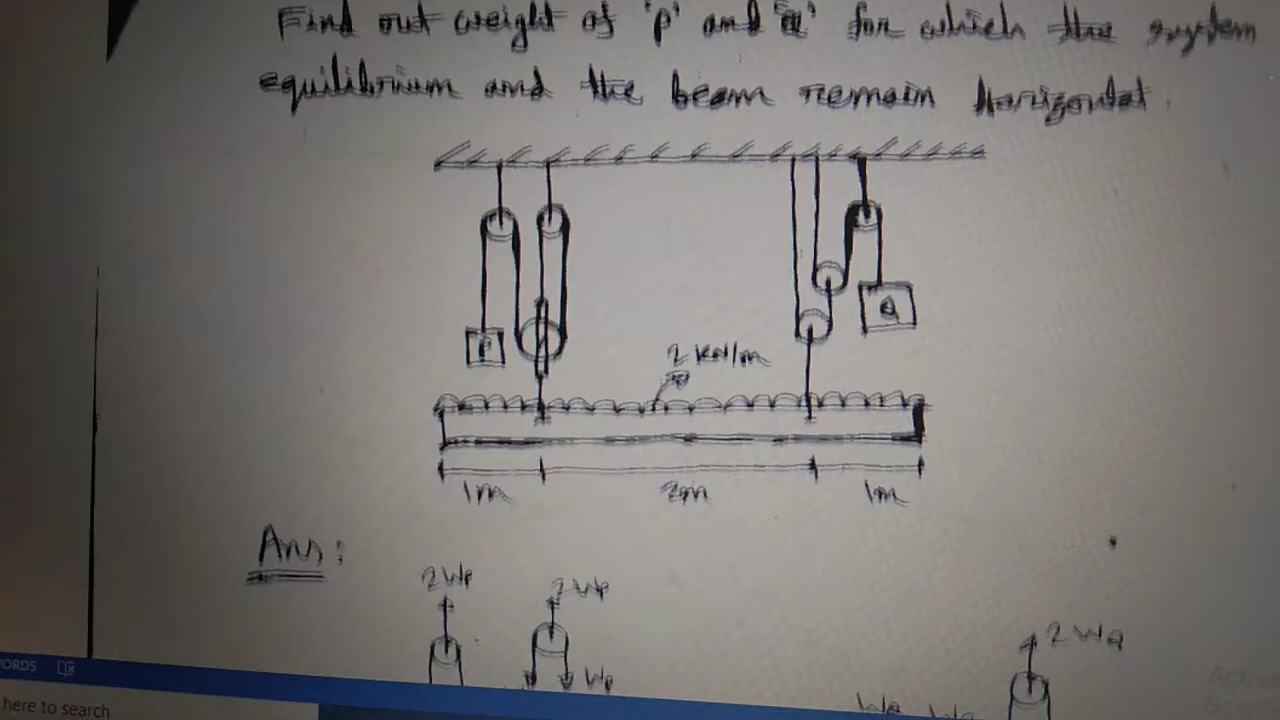 Find out weight of 'P' and 'Q' for which the system
equilibrium and the beam remain horizontal.
P
Q
2 kN/m
1m 2m 1m
Ans:
2Wp 2Wp
2Wq
Wp
ORDS
here to search